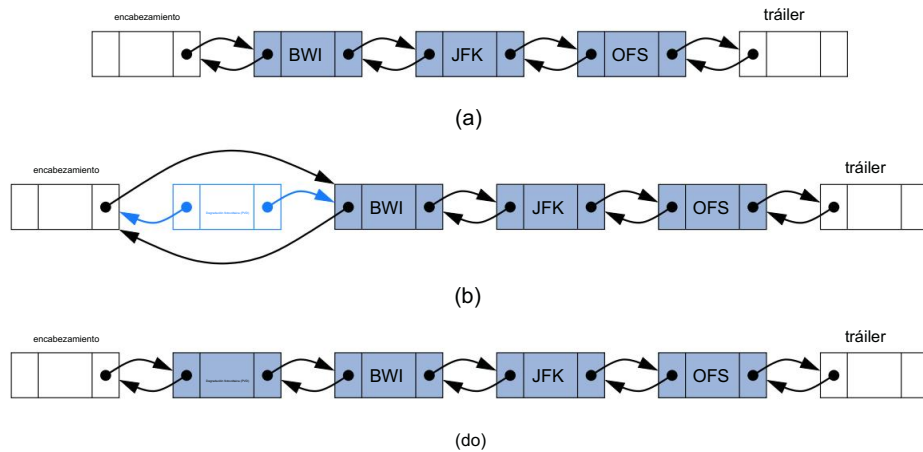 encabezamiento
tráiler
BWI
JFK
OFS
(a)
encabezamiento
tráiler
BWI
JFK
OFS
(b)
encabezamiento
tráiler
BWI
JFK
OFS
(do)